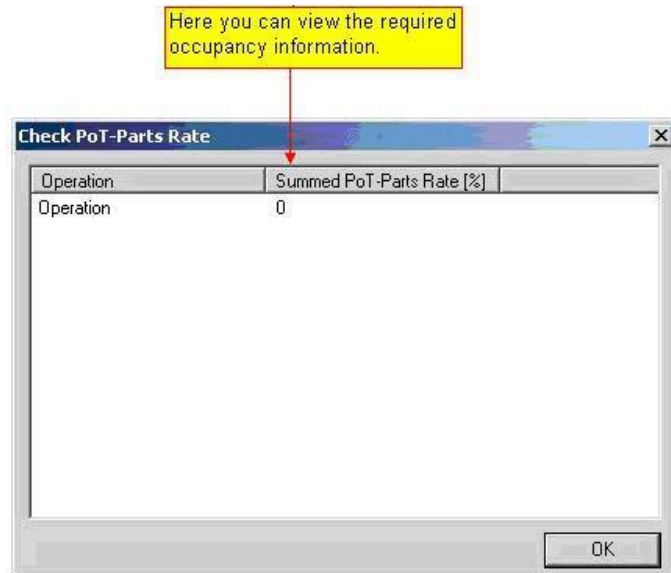 Here you can view the required
occupancy information.
Check PoT-Parts Rate
Operation Summed PoT-Parts Rate [%]
Operation 0
OK